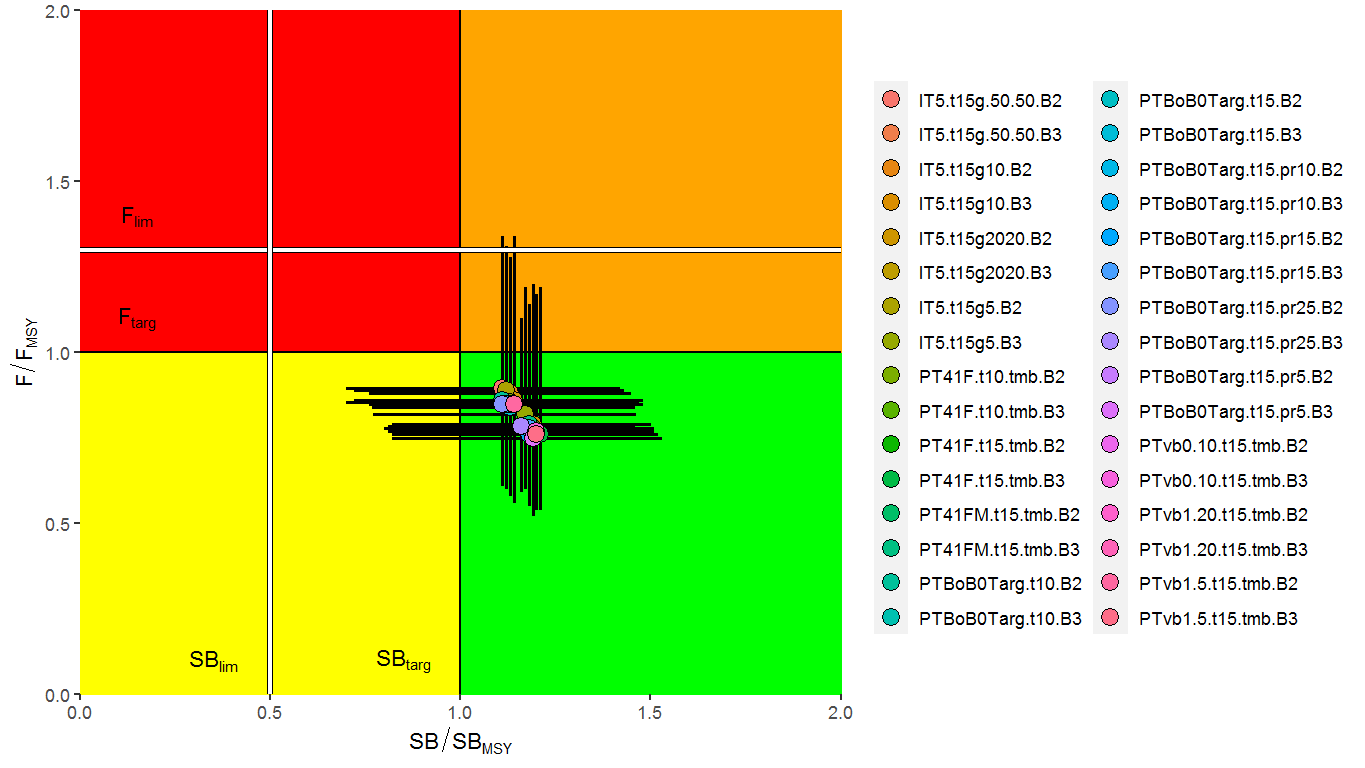 2.0
1.5
1.0
0.5
0.0
F/F_MSY
F_lim
F_targ
SB_lim
SB_targ
0.0 0.5 1.0 1.5 2.0
SB/SB_MSY
IT5.t15g.50.50.B2
IT5.t15g.50.50.B3
IT5.t15g10.B2
IT5.t15g10.B3
IT5.t15g2020.B2
IT5.t15g2020.B3
IT5.t15g5.B2
IT5.t15g5.B3
PT41F.t10.tmb.B2
PT41F.t10.tmb.B3
PT41F.t15.tmb.B2
PT41F.t15.tmb.B3
PT41FM.t15.tmb.B2
PT41FM.t15.tmb.B3
PTBoB0Targ.t10.B2
PTBoB0Targ.t10.B3
PTBoB0Targ.t15.B2
PTBoB0Targ.t15.B3
PTBoB0Targ.t15.pr10.B2
PTBoB0Targ.t15.pr10.B3
PTBoB0Targ.t15.pr15.B2
PTBoB0Targ.t15.pr15.B3
PTBoB0Targ.t15.pr25.B2
PTBoB0Targ.t15.pr25.B3
PTBoB0Targ.t15.pr5.B2
PTBoB0Targ.t15.pr5.B3
PTvb0.10.t15.tmb.B2
PTvb0.10.t15.tmb.B3
PTvb1.20.t15.tmb.B2
PTvb1.20.t15.tmb.B3
PTvb1.5.t15.tmb.B2
PTvb1.5.t15.tmb.B3